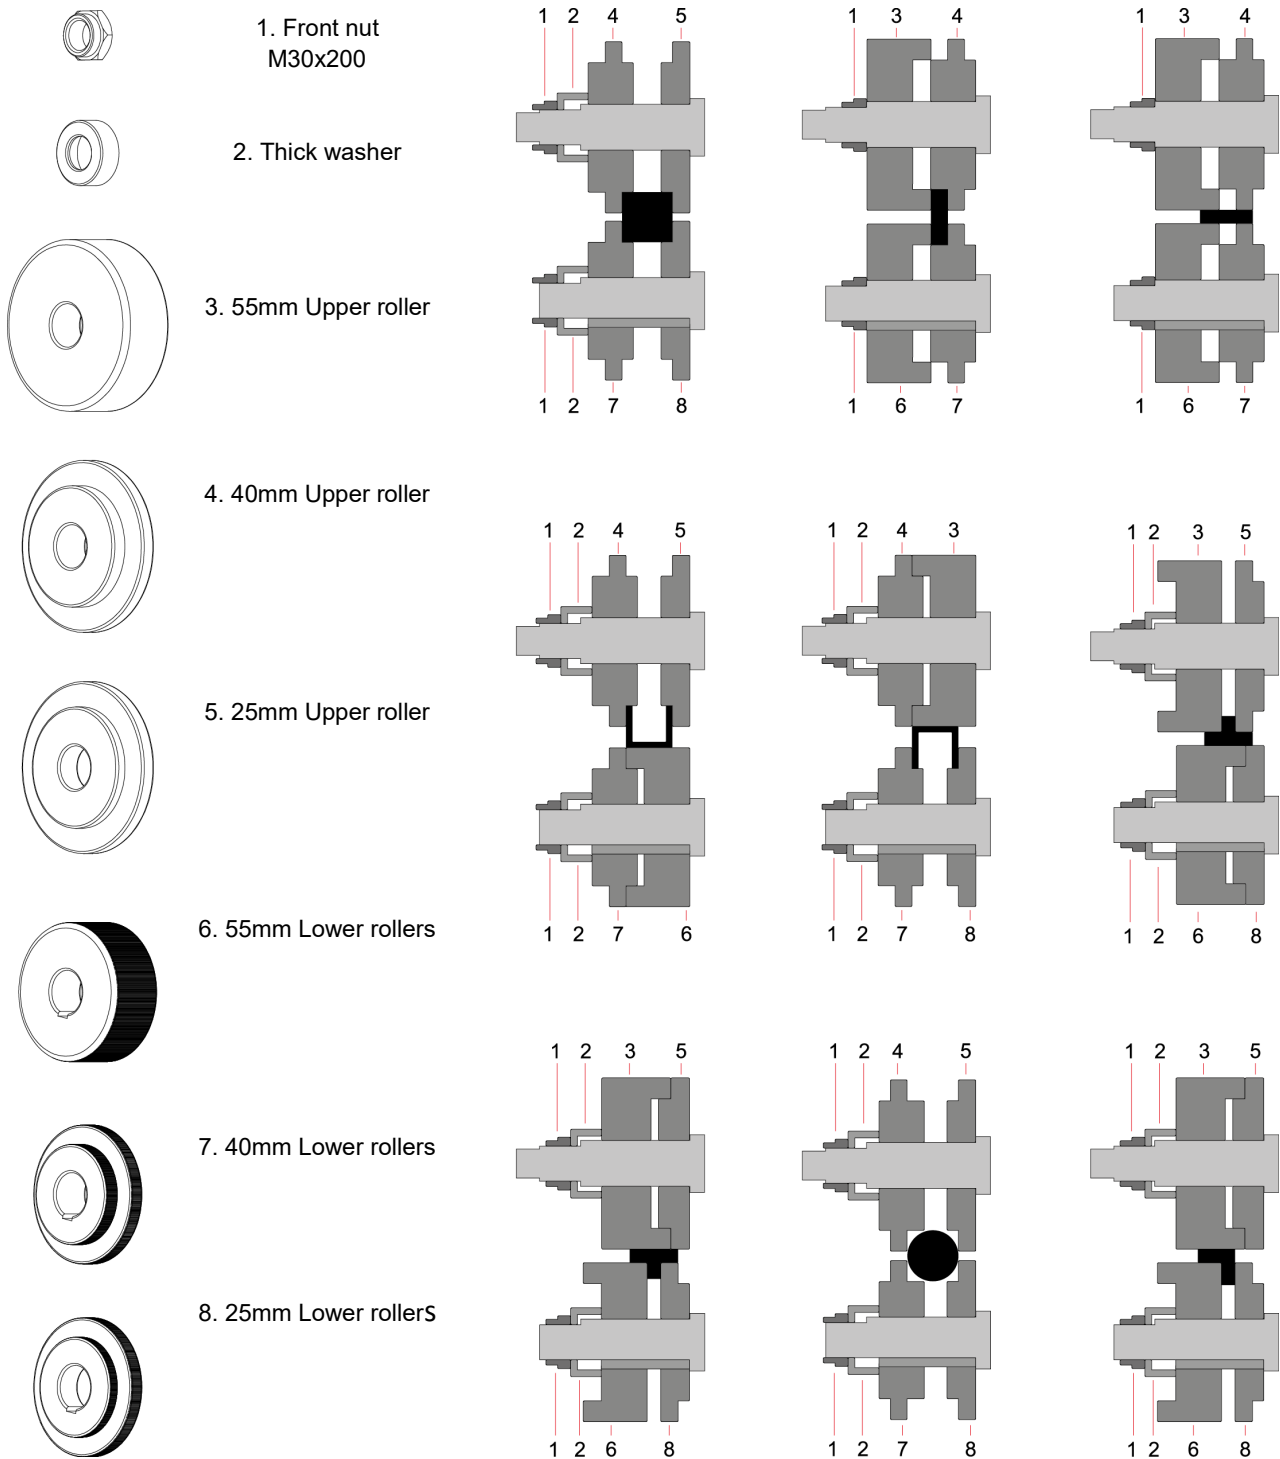 1. Front nut
M30x200
2. Thick washer
3. 55mm Upper roller
4. 40mm Upper roller
5. 25mm Upper roller
6. 55mm Lower rollers
7. 40mm Lower rollers
8. 25mm Lower rollers
1 2 4 5
1 3 4
1 3 4
1 2 7 8
1 6 7
1 6 7
1 2 4 5
1 2 4 3
1 2 3 5
1 2 7 6
1 2 7 8
1 2 6 8
1 2 3 5
1 2 4 5
1 2 3 5
1 2 6 8
1 2 7 8
1 2 6 8